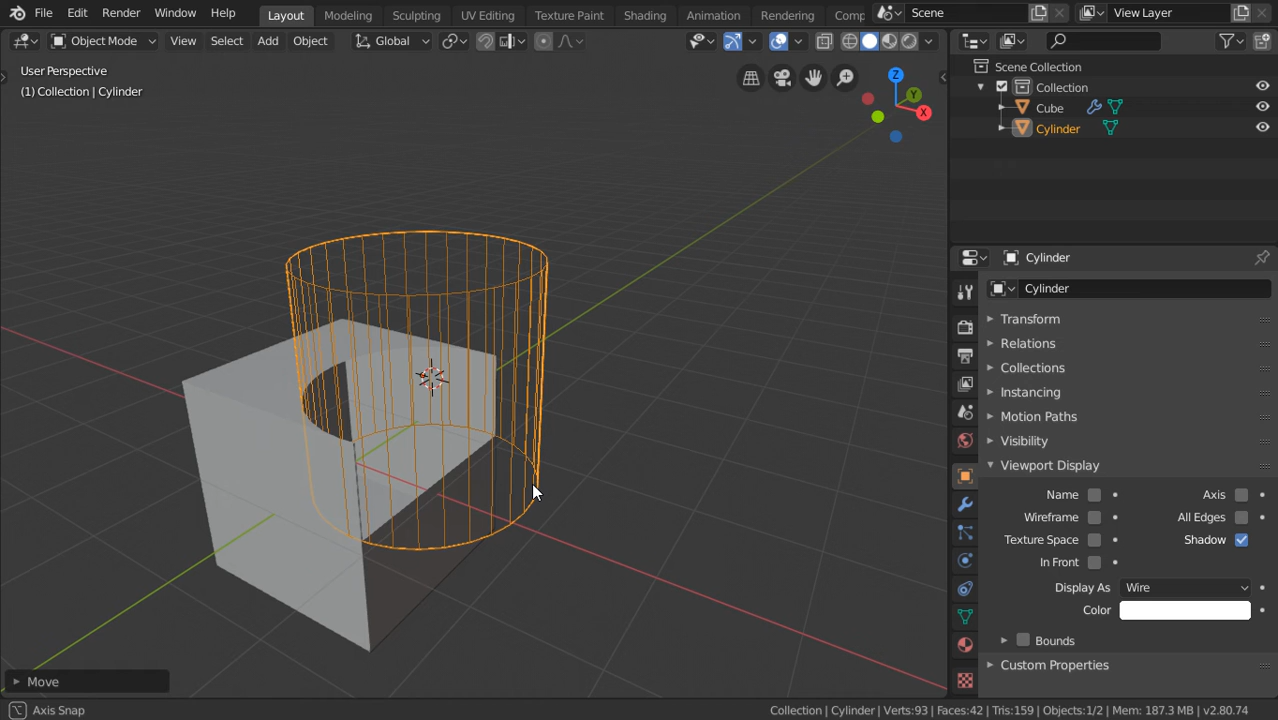 File Edit Render Window Help Layout Modeling Sculpting UV Editing Texture Paint Shading Animation Rendering Comp Scene View Layer
Object Mode View Select Add Object Global
User Perspective
(1) Collection | Cylinder
Z
Y
X
Scene Collection
Collection
Cube
Cylinder
Cylinder
Cylinder
Transform
Relations
Collections
Instancing
Motion Paths
Visibility
Viewport Display
Name Axis
Wireframe All Edges
Texture Space Shadow
In Front
Display As Wire
Color
Bounds
Custom Properties
Move
Axis Snap Collection | Cylinder | Verts:93 | Faces:42 | Tris:159 | Objects:1/2 | Mem: 187.3 MB | v2.80.74